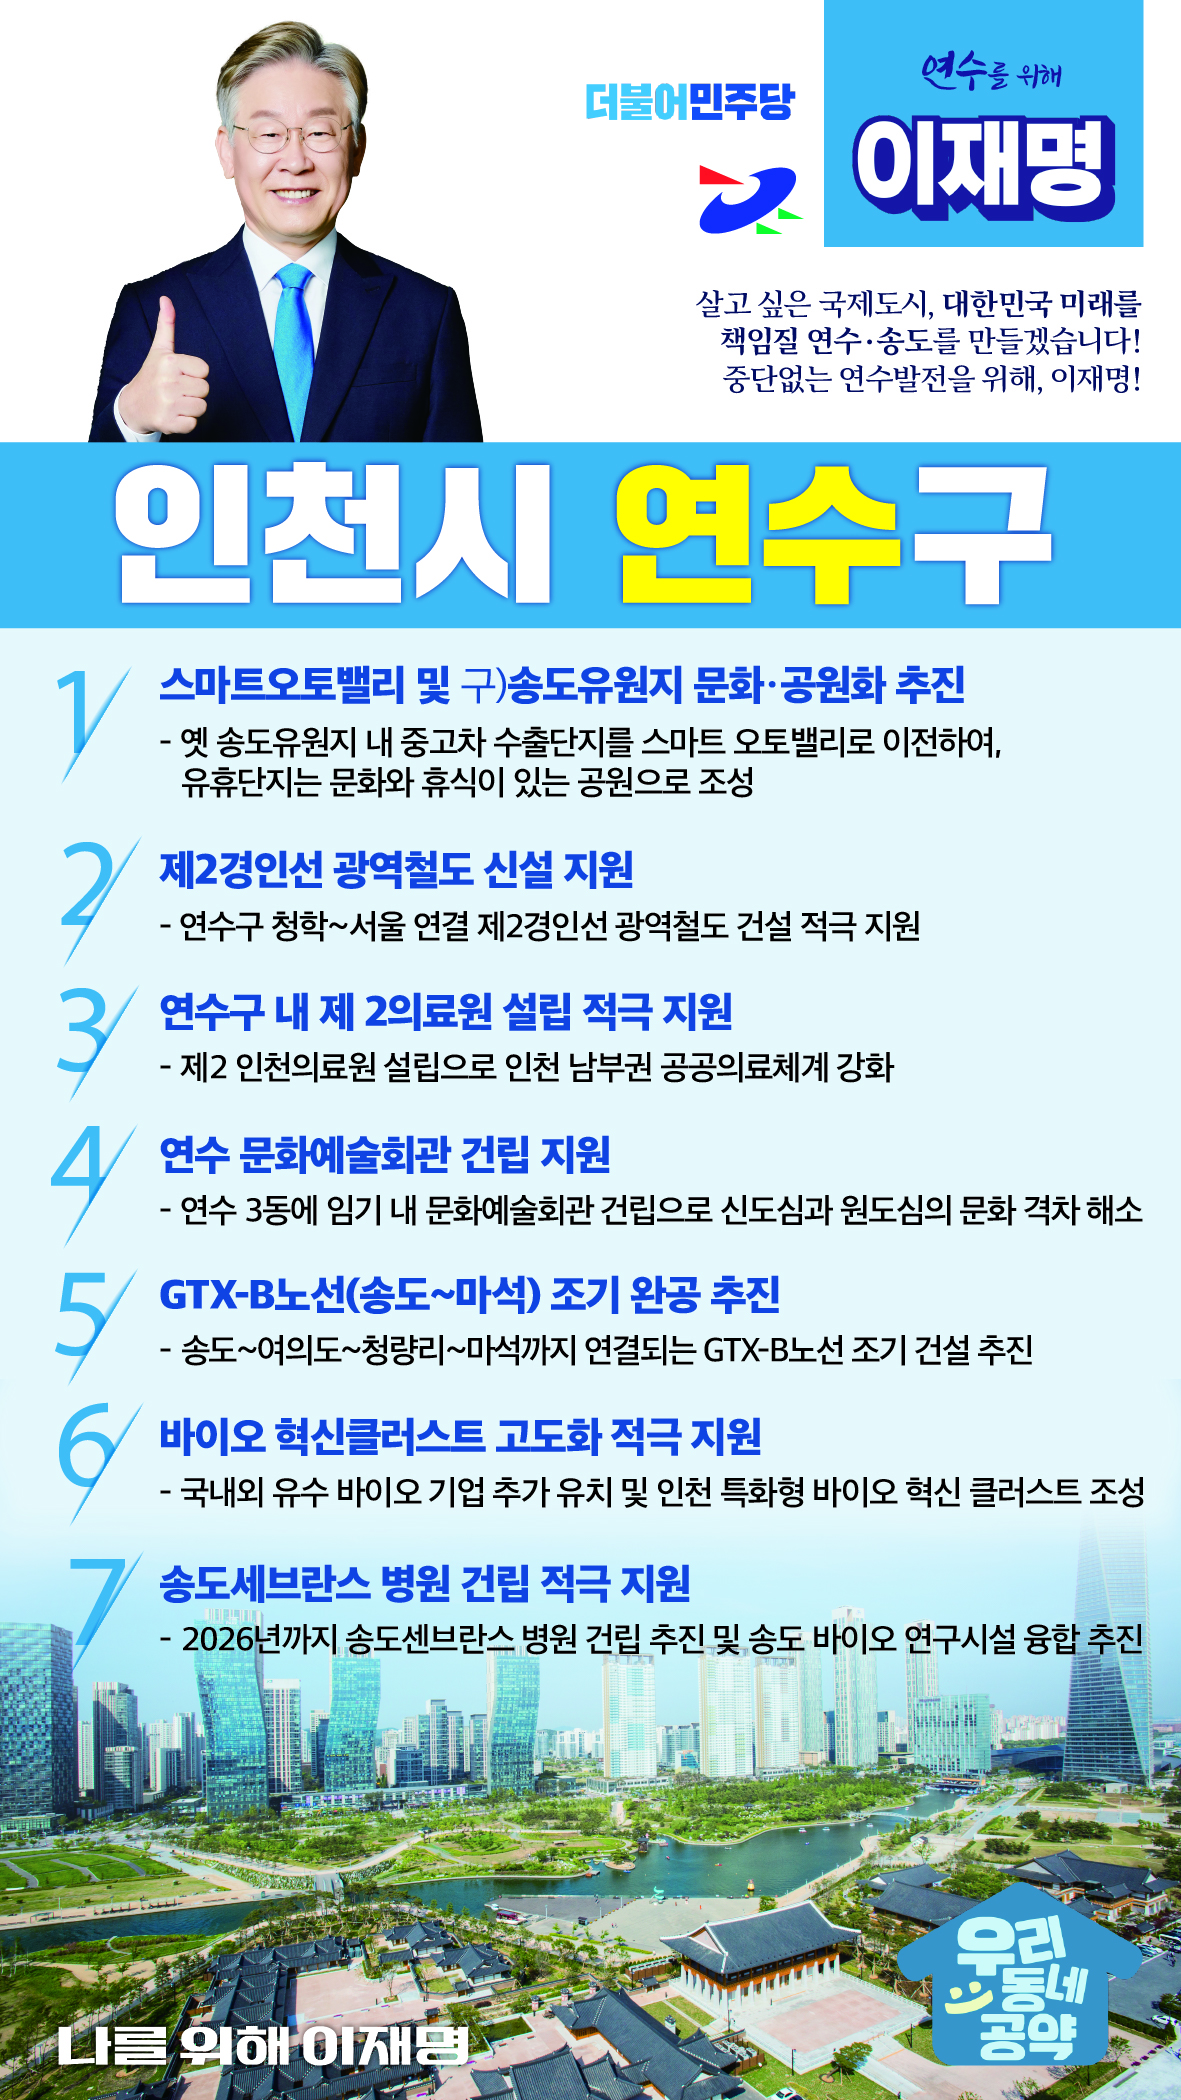 더불어민주당
연수를 위해
이재명
살고 싶은 국제도시, 대한민국 미래를
책임질 연수·송도를 만들겠습니다!
중단없는 연수발전을 위해, 이재명!
인천시 연수구
1 스마트오토밸리 및 구)송도유원지 문화·공원화 추진
- 옛 송도유원지 내 중고차 수출단지를 스마트 오토밸리로 이전하여,
유휴단지는 문화와 휴식이 있는 공원으로 조성
2 제2경인선 광역철도 신설 지원
- 연수구 청학~서울 연결 제2경인선 광역철도 건설 적극 지원
3 연수구 내 제 2의료원 설립 적극 지원
- 제2 인천의료원 설립으로 인천 남부권 공공의료체계 강화
4 연수 문화예술회관 건립 지원
- 연수 3동에 임기 내 문화예술회관 건립으로 신도심과 원도심의 문화 격차 해소
5 GTX-B노선(송도~마석) 조기 완공 추진
- 송도~여의도~청량리~마석까지 연결되는 GTX-B노선 조기 건설 추진
6 바이오 혁신클러스트 고도화 적극 지원
- 국내외 유수 바이오 기업 추가 유치 및 인천 특화형 바이오 혁신 클러스트 조성
7 송도세브란스 병원 건립 적극 지원
- 2026년까지 송도센브란스 병원 건립 추진 및 송도 바이오 연구시설 융합 추진
우리
동네
공약
나를 위해 이재명